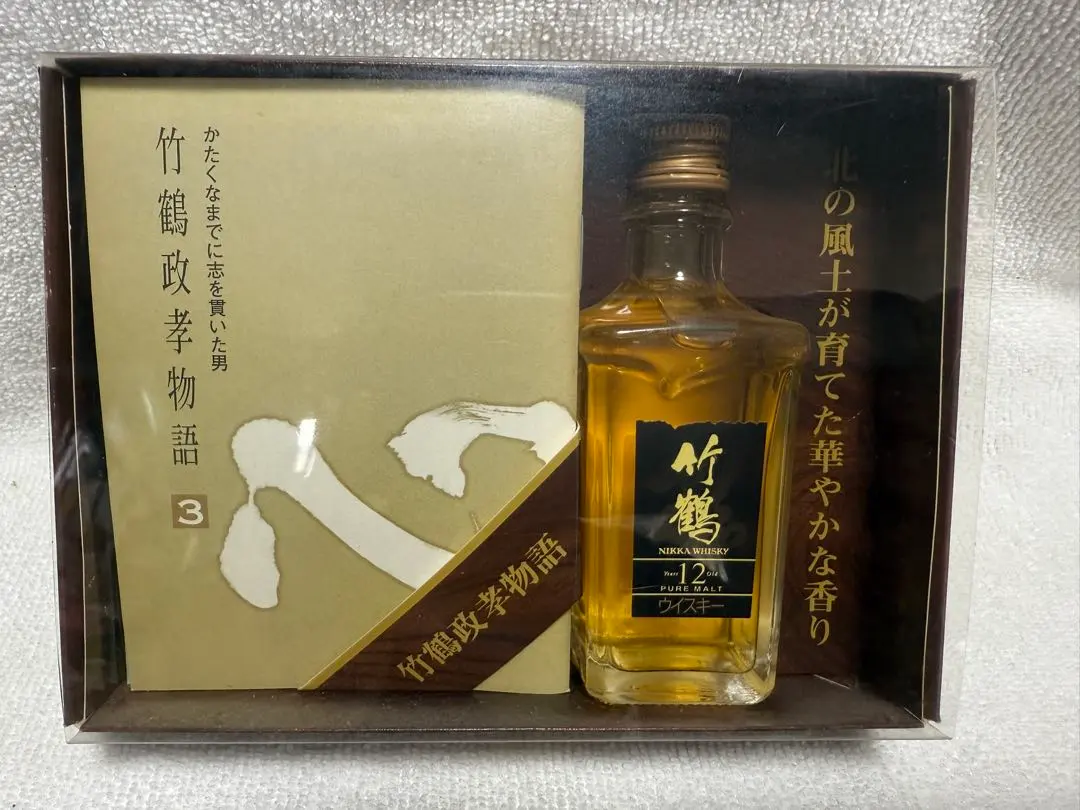 かたくなまでに志を貫いた男
竹鶴政孝物語
3
竹鶴政孝物語
竹鶴
NIKKA WHISKY
Years 12 Old
PURE MALT
ウイスキー
北の風土が育てた華やかな香り